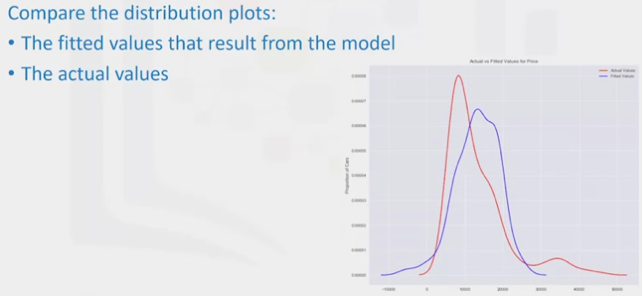 Compare the distribution plots:
• The fitted values that result from the model
• The actual values
Actual vs Fitted Values for Price
Actual Values
Fitted Values
Proportion of Cars
0.00008
0.00007
0.00006
0.00005
0.00004
0.00003
0.00002
0.00001
0.00000
-10000 0 10000 20000 30000 40000 50000